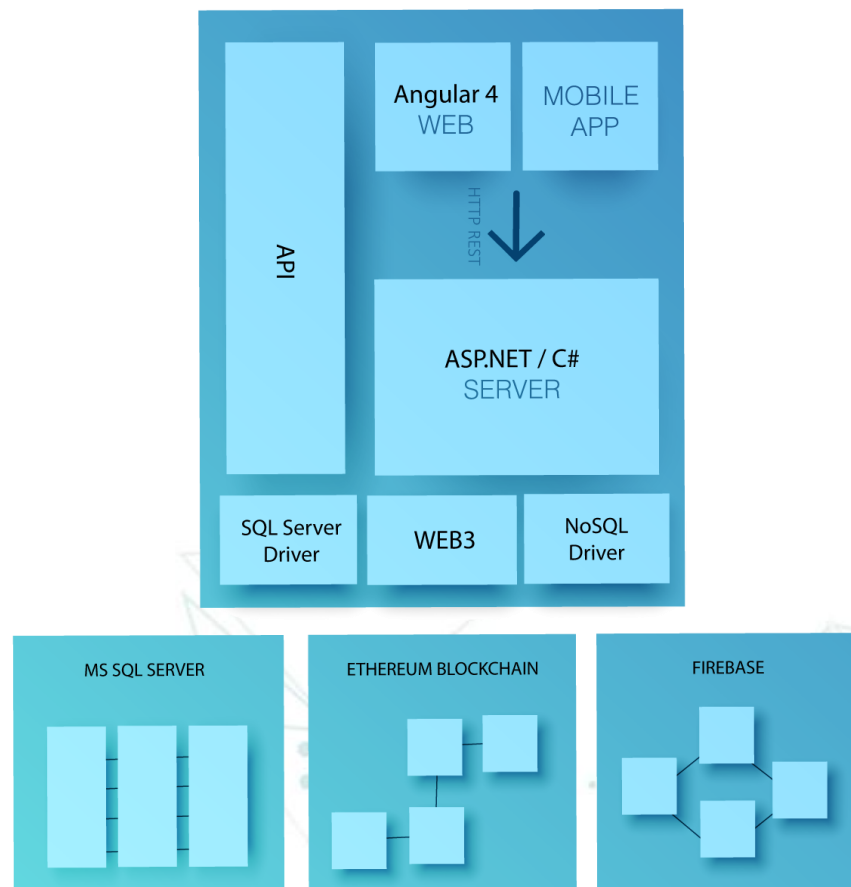 API
Angular 4
WEB
MOBILE
APP
HTTP REST
ASP.NET / C#
SERVER
SQL Server
Driver
WEB3
NoSQL
Driver
MS SQL SERVER
ETHEREUM BLOCKCHAIN
FIREBASE